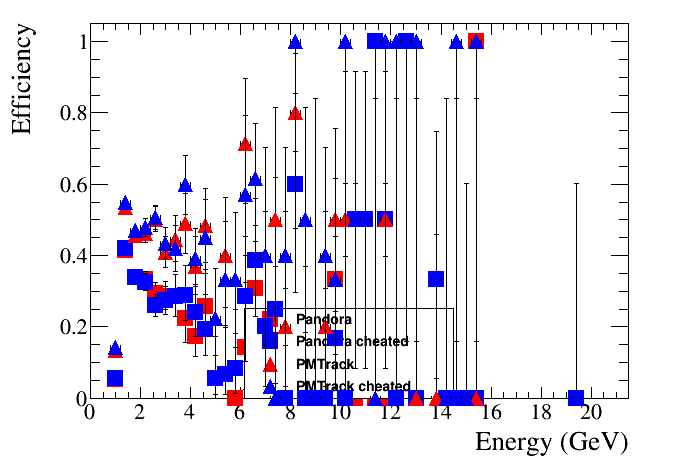 Efficiency
1
0.8
0.6
0.4
0.2
0
Pandora
Pandora cheated
PMTrack
PMTrack cheated
0 2 4 6 8 10 12 14 16 18 20
Energy (GeV)